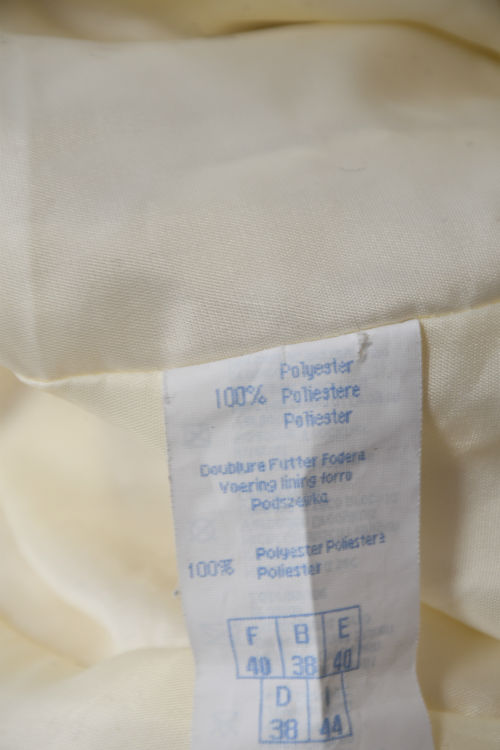 Polyester
100% Poliestere
Poliester
Doublure Futter Fodera
Voering lining forro
Podszewka
Polyester Poliestere
100% Poliester
F B E
40 38 40
D I
38 44